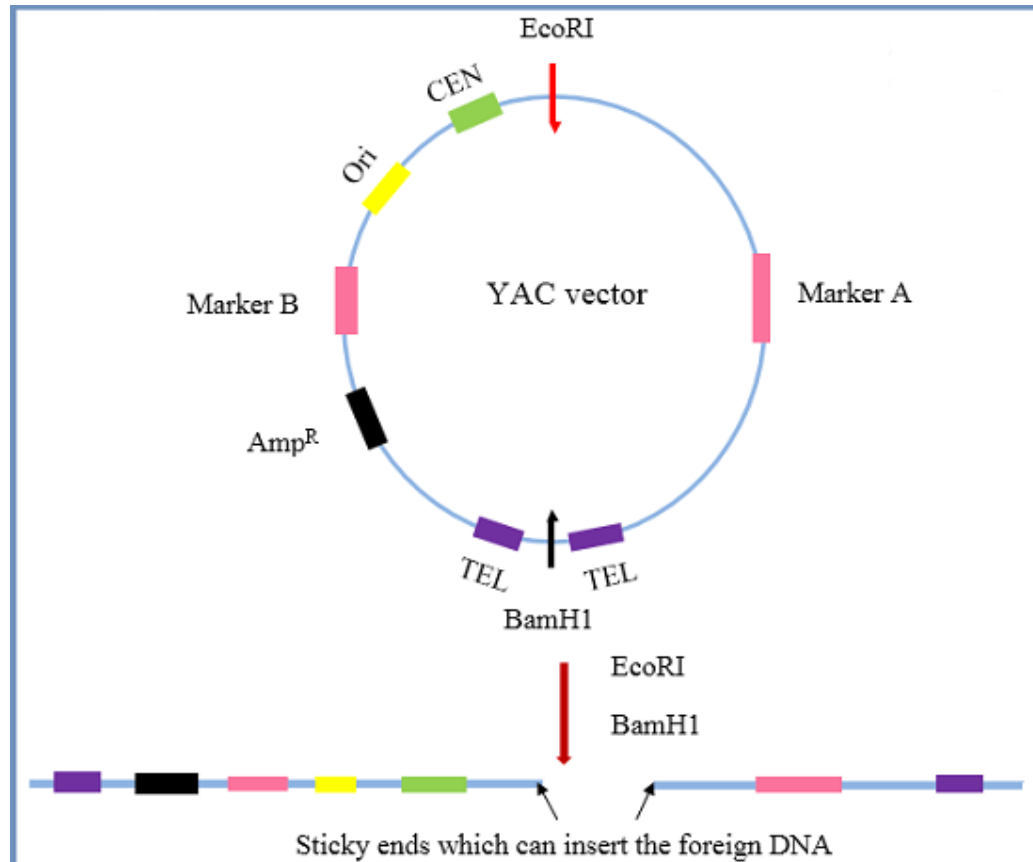 EcoRI
CEN
Ori
Marker B
YAC vector
Marker A
Amp^R
TEL
TEL
BamH1
EcoRI
BamH1
Sticky ends which can insert the foreign DNA